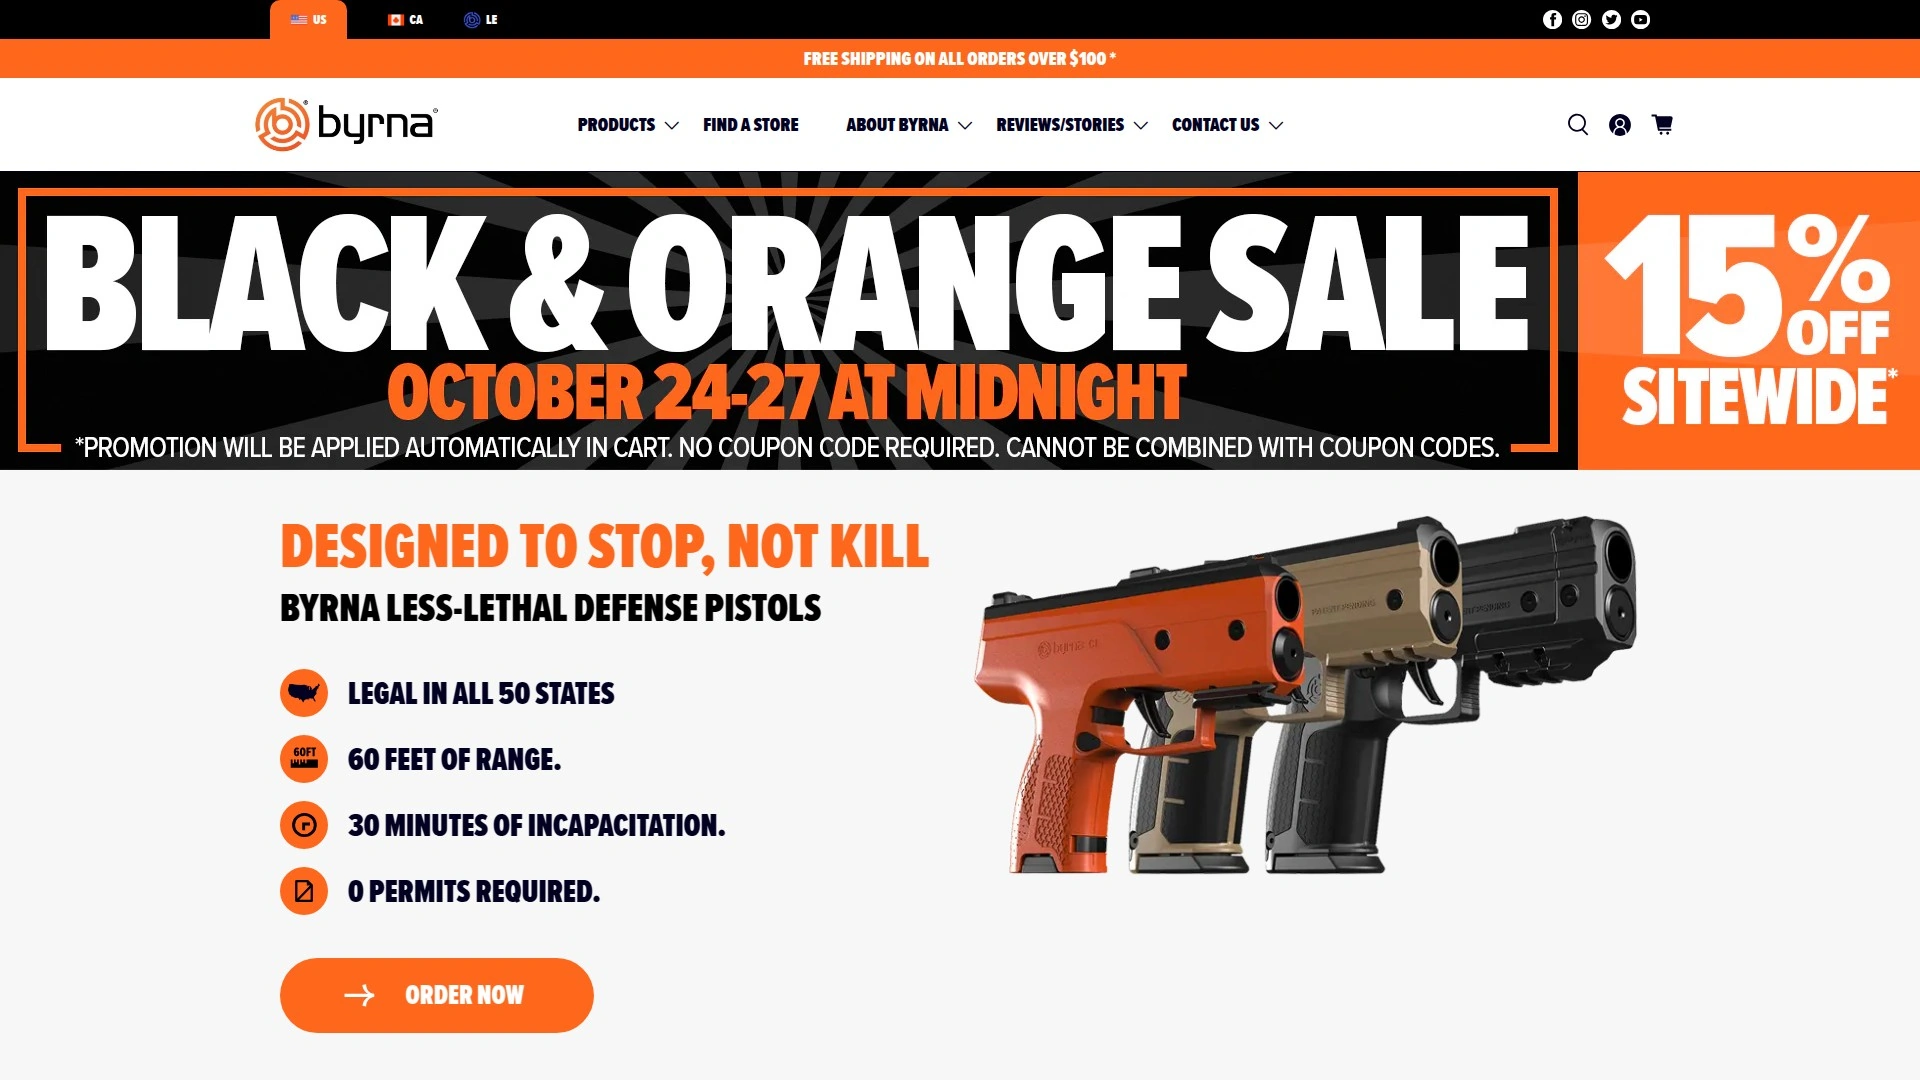 US
CA
LE
FREE SHIPPING ON ALL ORDERS OVER $100 *
byrna
PRODUCTS
FIND A STORE
ABOUT BYRNA
REVIEWS/STORIES
CONTACT US
BLACK & ORANGE SALE
OCTOBER 24-27 AT MIDNIGHT
*PROMOTION WILL BE APPLIED AUTOMATICALLY IN CART. NO COUPON CODE REQUIRED. CANNOT BE COMBINED WITH COUPON CODES.
15%
OFF
SITEWIDE*
DESIGNED TO STOP, NOT KILL
BYRNA LESS-LETHAL DEFENSE PISTOLS
LEGAL IN ALL 50 STATES
60FT
60 FEET OF RANGE.
30 MINUTES OF INCAPACITATION.
0 PERMITS REQUIRED.
ORDER NOW
byrna